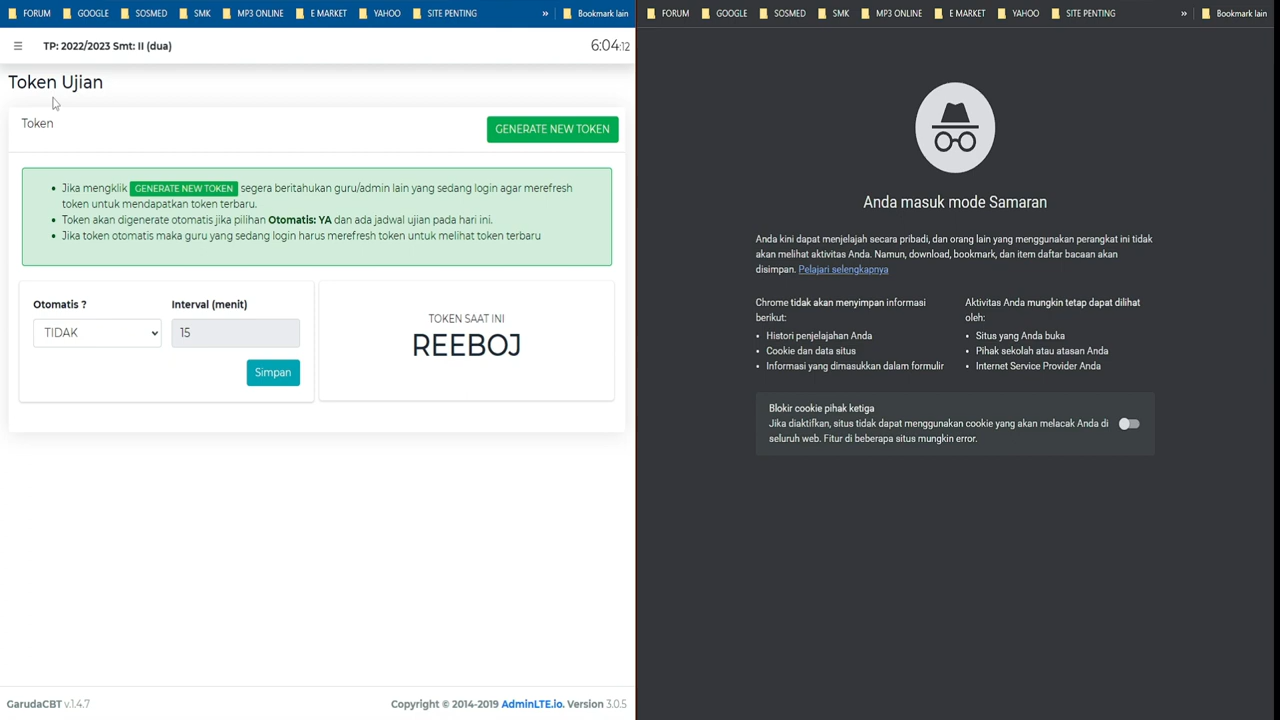 FORUM GOOGLE SOSMED SMK MP3 ONLINE E MARKET YAHOO SITE PENTING » Bookmark lain
☰ TP: 2022/2023 Smt: II (dua) 6:04:12
Token Ujian
Token GENERATE NEW TOKEN
• Jika mengklik GENERATE NEW TOKEN segera beritahukan guru/admin lain yang sedang login agar merefresh
token untuk mendapatkan token terbaru.
• Token akan digenerate otomatis jika pilihan Otomatis: YA dan ada jadwal ujian pada hari ini.
• Jika token otomatis maka guru yang sedang login harus merefresh token untuk melihat token terbaru
Otomatis ? Interval (menit)
TIDAK 15
Simpan
TOKEN SAAT INI
REEBOJ
GarudaCBT v.1.4.7 Copyright © 2014-2019 AdminLTE.io. Version 3.0.5
FORUM GOOGLE SOSMED SMK MP3 ONLINE E MARKET YAHOO SITE PENTING » Bookmark lain
Anda masuk mode Samaran
Anda kini dapat menjelajah secara pribadi, dan orang lain yang menggunakan perangkat ini tidak
akan melihat aktivitas Anda. Namun, download, bookmark, dan item daftar bacaan akan
disimpan. Pelajari selengkapnya
Chrome tidak akan menyimpan informasi
berikut:
• Histori penjelajahan Anda
• Cookie dan data situs
• Informasi yang dimasukkan dalam formulir
Aktivitas Anda mungkin tetap dapat dilihat
oleh:
• Situs yang Anda buka
• Pihak sekolah atau atasan Anda
• Internet Service Provider Anda
Blokir cookie pihak ketiga
Jika diaktifkan, situs tidak dapat menggunakan cookie yang akan melacak Anda di
seluruh web. Fitur di beberapa situs mungkin error.